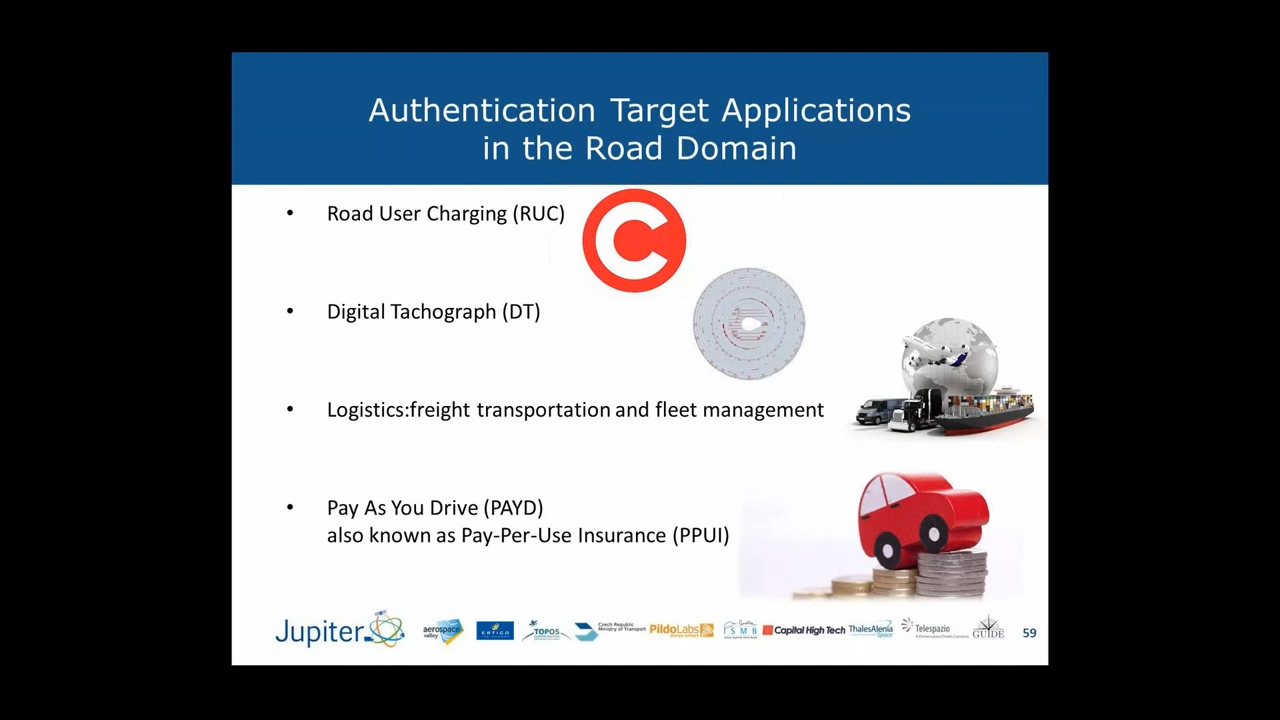 Authentication Target Applications
in the Road Domain
• Road User Charging (RUC)
• Digital Tachograph (DT)
• Logistics:freight transportation and fleet management
• Pay As You Drive (PAYD)
also known as Pay-Per-Use Insurance (PPUI)
Jupiter
aerospace
valley
ERTICO
TOPOS
Czech Republic
Ministry of Transport
PildoLabs
ISMB
Capital High Tech
ThalesAlenia
Space
Telespazio
GUIDE
59